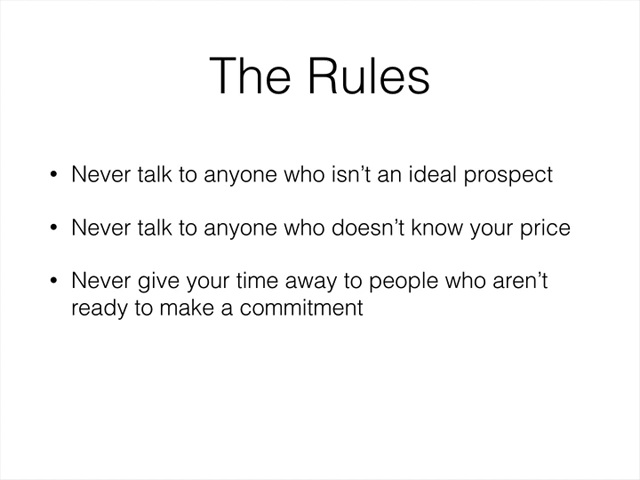 The Rules
• Never talk to anyone who isn’t an ideal prospect
• Never talk to anyone who doesn’t know your price
• Never give your time away to people who aren’t
ready to make a commitment